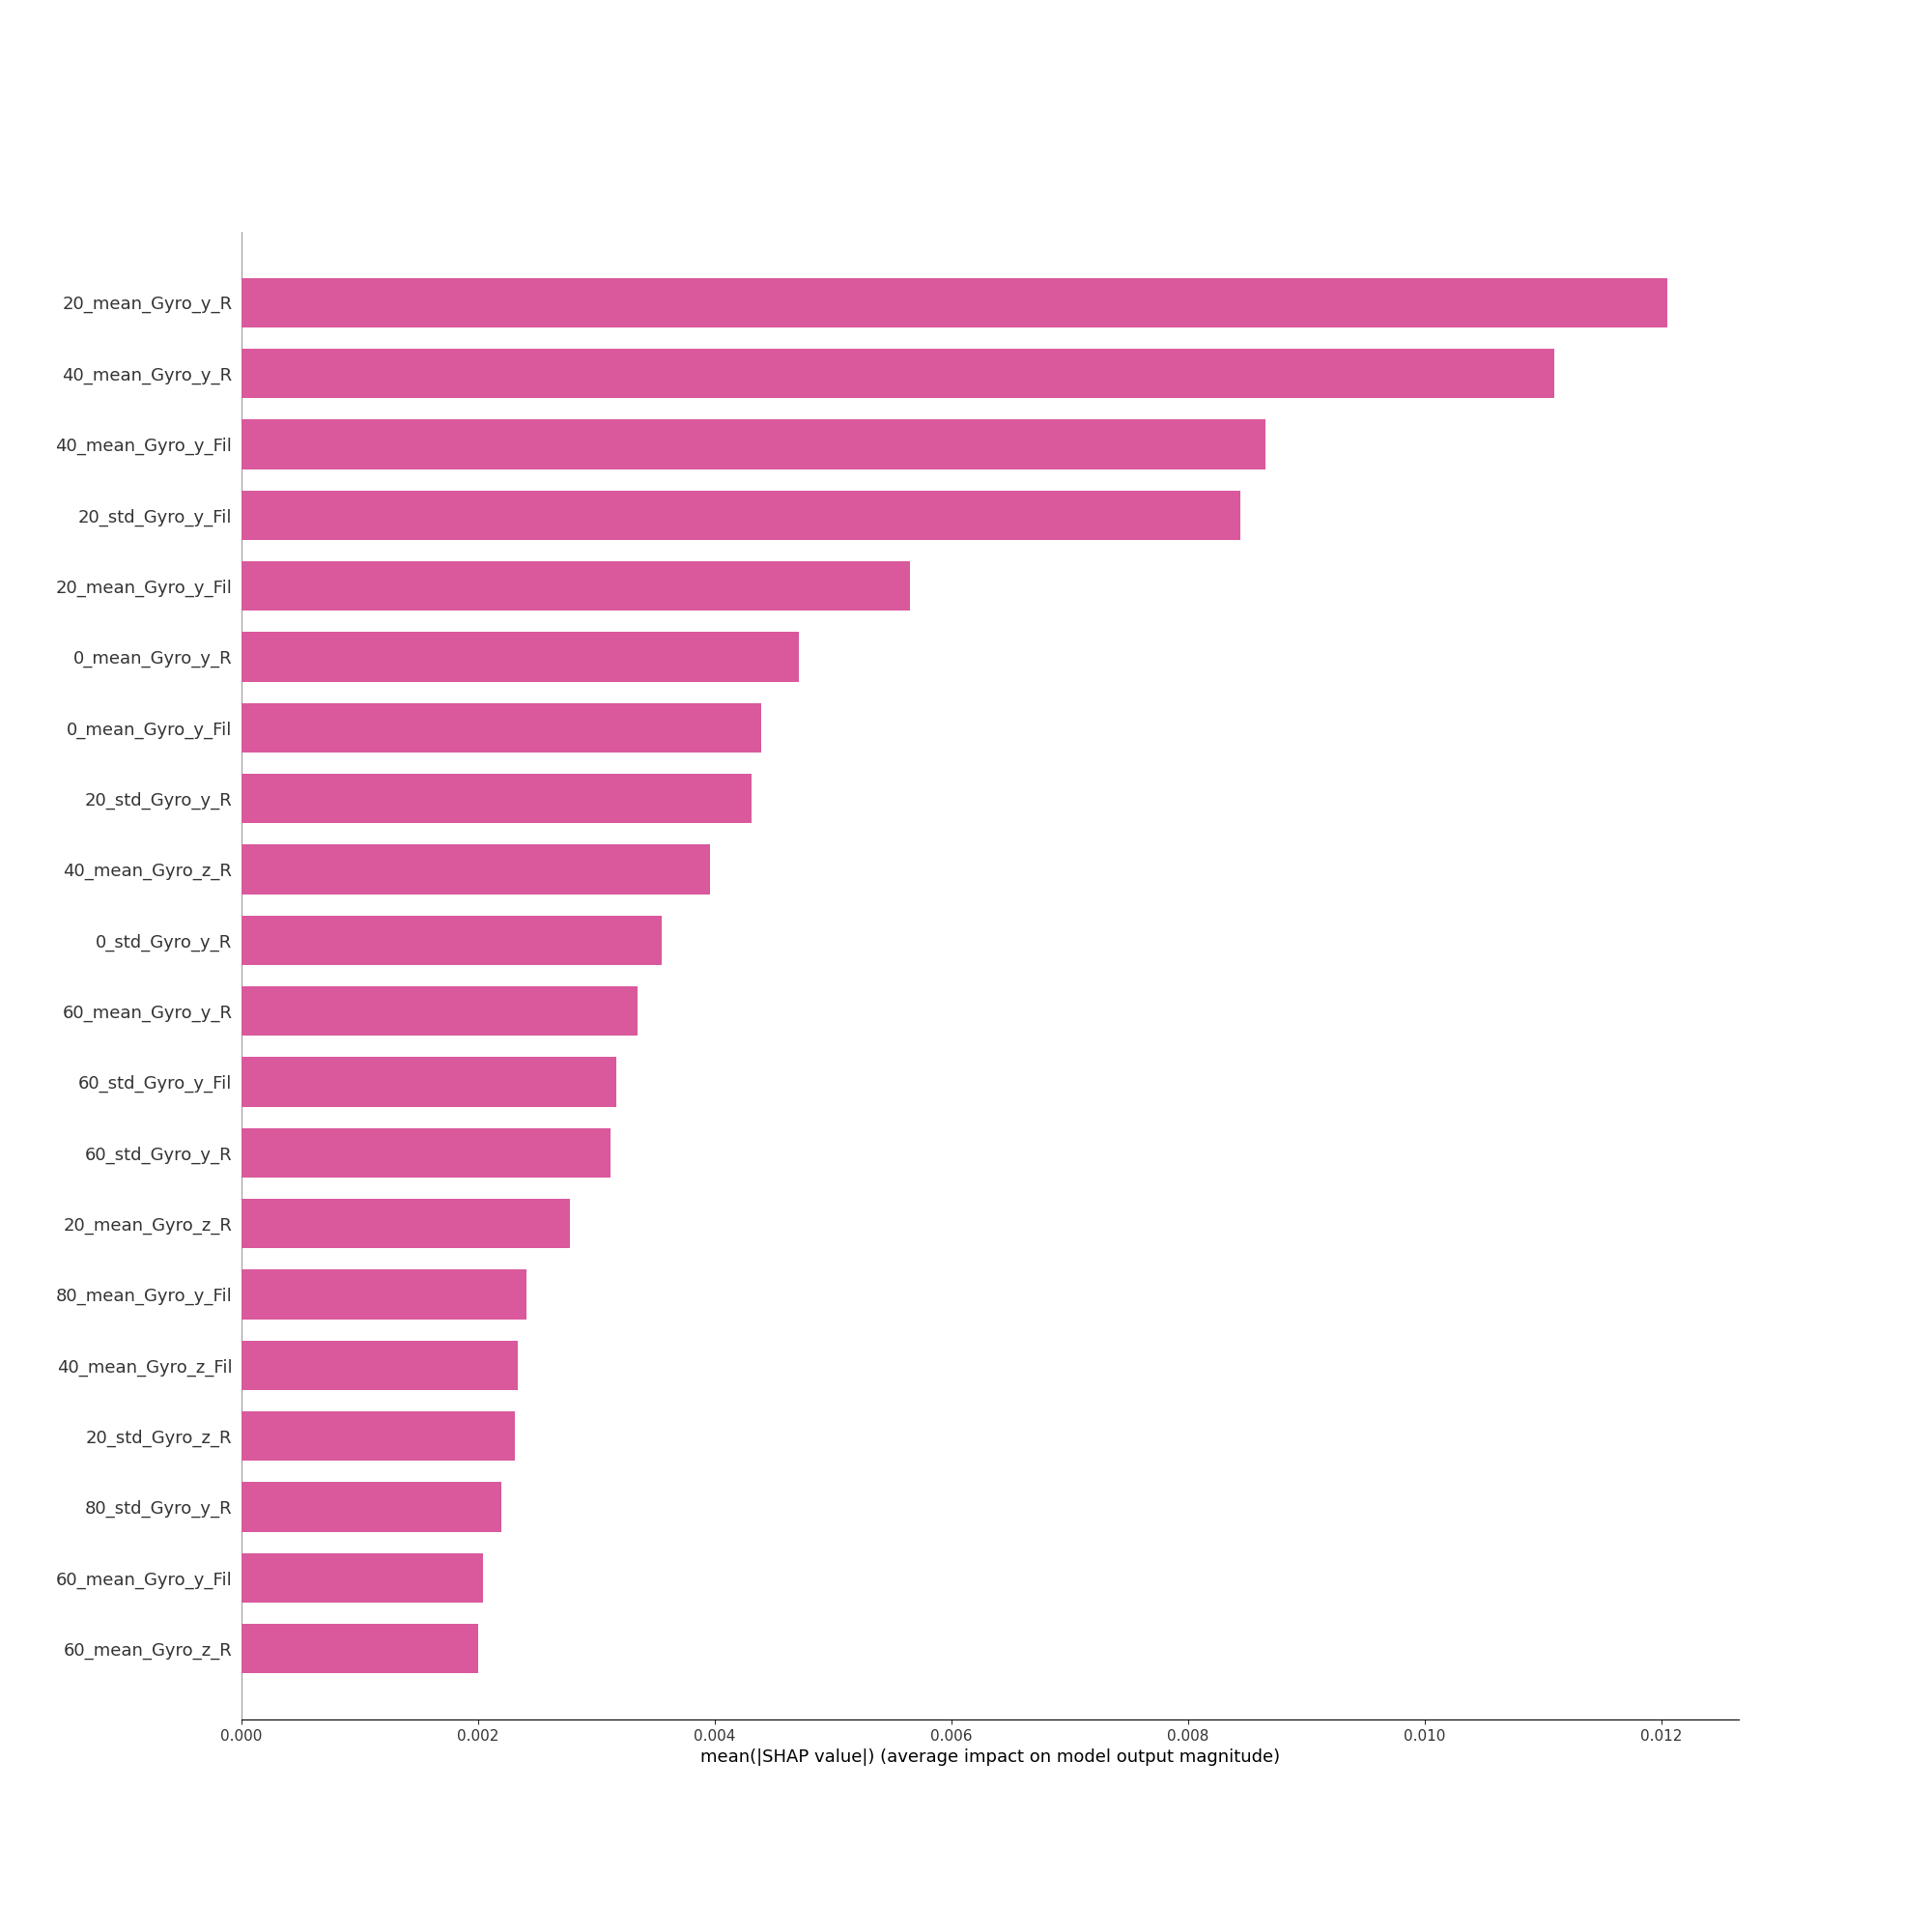 20_mean_Gyro_y_R
40_mean_Gyro_y_R
40_mean_Gyro_y_Fil
20_std_Gyro_y_Fil
20_mean_Gyro_y_Fil
0_mean_Gyro_y_R
0_mean_Gyro_y_Fil
20_std_Gyro_y_R
40_mean_Gyro_z_R
0_std_Gyro_y_R
60_mean_Gyro_y_R
60_std_Gyro_y_Fil
60_std_Gyro_y_R
20_mean_Gyro_z_R
80_mean_Gyro_y_Fil
40_mean_Gyro_z_Fil
20_std_Gyro_z_R
80_std_Gyro_y_R
60_mean_Gyro_y_Fil
60_mean_Gyro_z_R
0.000 0.002 0.004 0.006 0.008 0.010 0.012
mean(|SHAP value|) (average impact on model output magnitude)